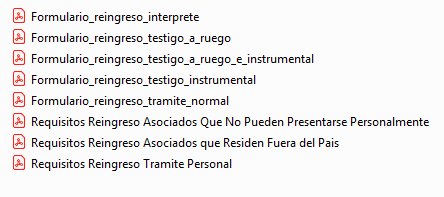 Formulario_reingreso_interprete
Formulario_reingreso_testigo_a_ruego
Formulario_reingreso_testigo_a_ruego_e_instrumental
Formulario_reingreso_testigo_instrumental
Formulario_reingreso_tramite_normal
Requisitos Reingreso Asociados Que No Pueden Presentarse Personalmente
Requisitos Reingreso Asociados que Residen Fuera del Pais
Requisitos Reingreso Tramite Personal